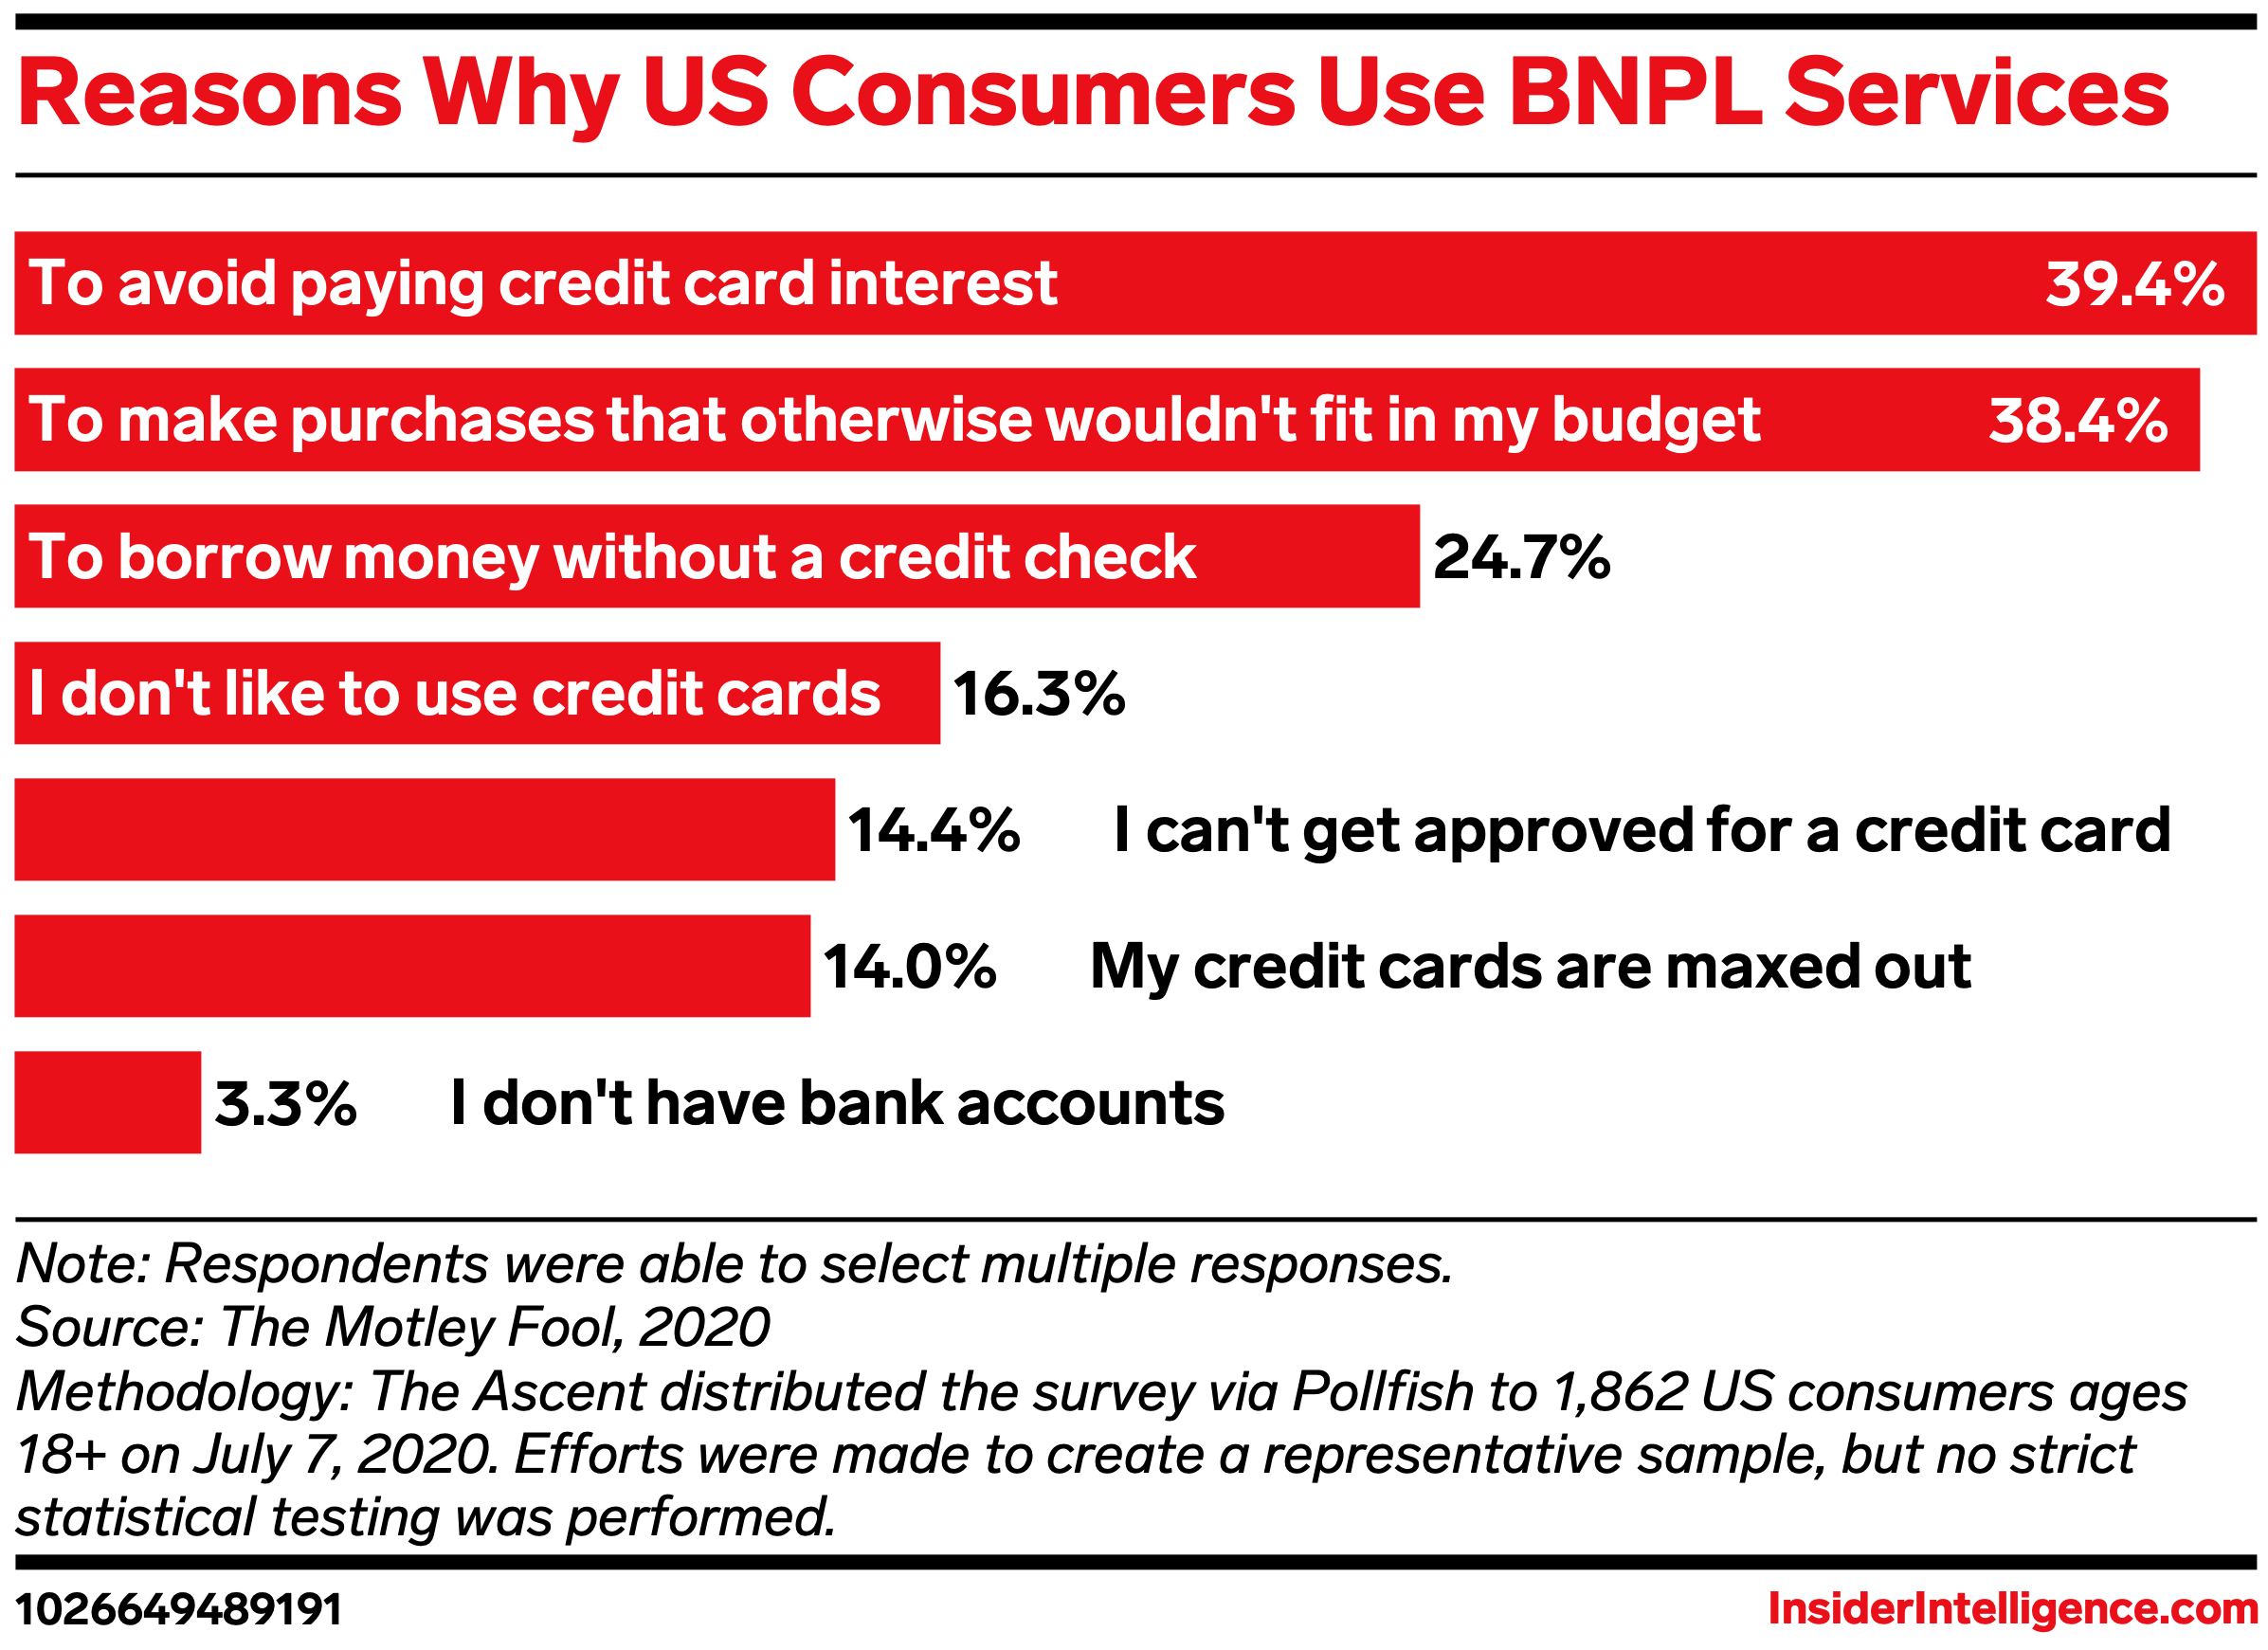 Reasons Why US Consumers Use BNPL Services
To avoid paying credit card interest 39.4%
To make purchases that otherwise wouldn't fit in my budget 38.4%
To borrow money without a credit check 24.7%
I don't like to use credit cards 16.3%
14.4% I can't get approved for a credit card
14.0% My credit cards are maxed out
3.3% I don't have bank accounts
Note: Respondents were able to select multiple responses.
Source: The Motley Fool, 2020
Methodology: The Ascent distributed the survey via Pollfish to 1,862 US consumers ages
18+ on July 7, 2020. Efforts were made to create a representative sample, but no strict
statistical testing was performed.
1026649489191 InsiderIntelligence.com